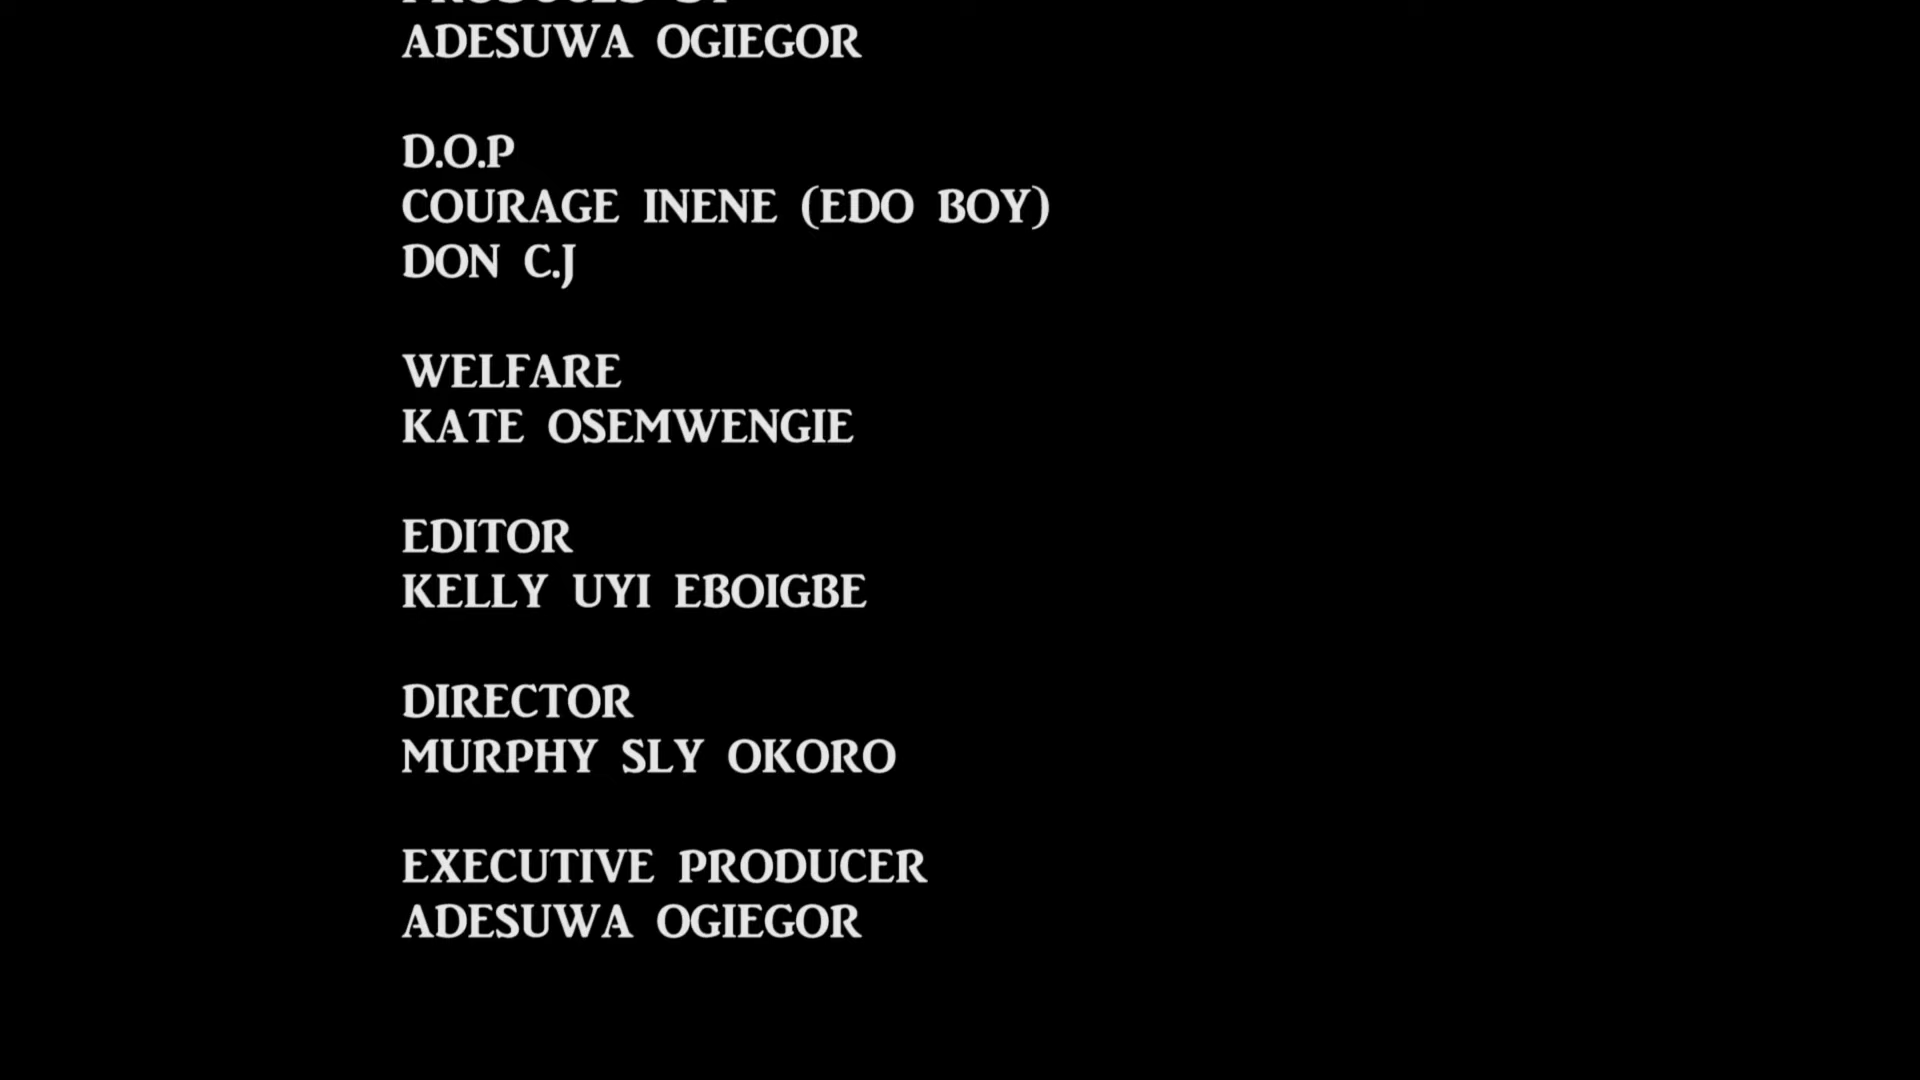 ADESUWA OGIEGOR
D.O.P
COURAGE INENE (EDO BOY)
DON C.J
WELFARE
KATE OSEMWENGIE
EDITOR
KELLY UYI EBOIGBE
DIRECTOR
MURPHY SLY OKORO
EXECUTIVE PRODUCER
ADESUWA OGIEGOR